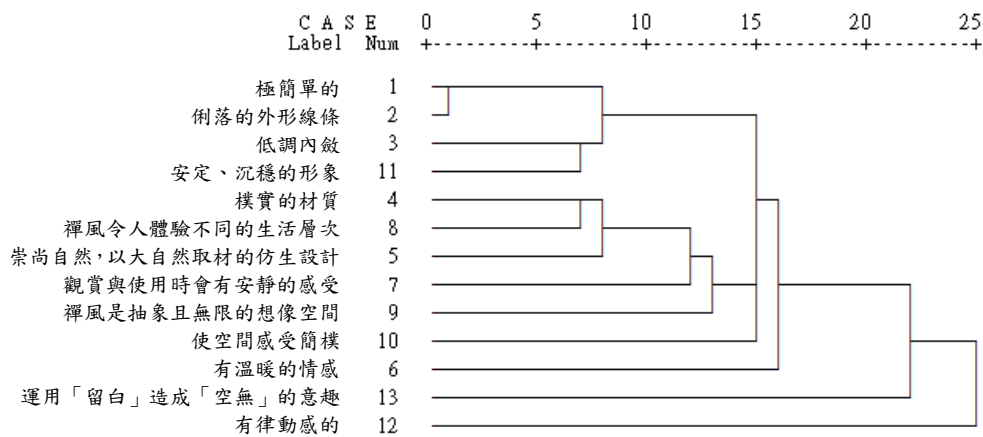 C A S E 0 5 10 15 20 25
Label Num +---------+---------+---------+---------+---------+
極簡單的 1
俐落的外形線條 2
低調內斂 3
安定、沉穩的形象 11
樸實的材質 4
禪風令人體驗不同的生活層次 8
崇尚自然,以大自然取材的仿生設計 5
觀賞與使用時會有安靜的感受 7
禪風是抽象且無限的想像空間 9
使空間感受簡樸 10
有溫暖的情感 6
運用「留白」造成「空無」的意趣 13
有律動感的 12